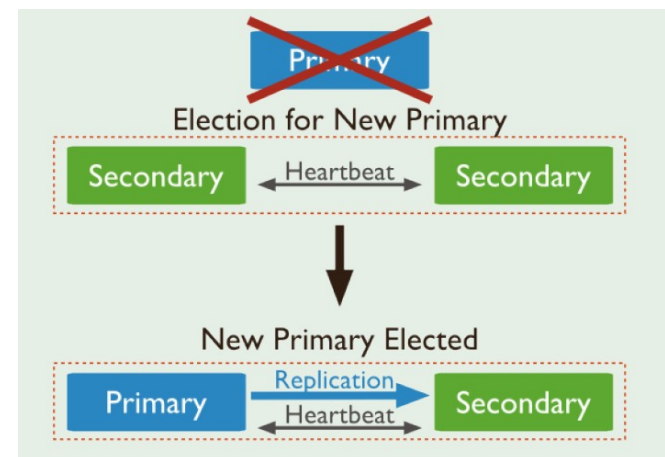 Primary
Election for New Primary
Secondary
Heartbeat
Secondary
New Primary Elected
Primary
Replication
Heartbeat
Secondary